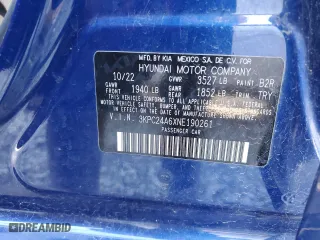 MFD. BY KIA MEXICO S.A. DE C.V. FOR
HYUNDAI MOTOR COMPANY
10/22 GVWR 3527 LB PAINT B2R
GAWR FRONT 1940 LB GAWR REAR 1852 LB TRIM TRY
THIS VEHICLE CONFORMS TO ALL APPLICABLE
FEDERAL MOTOR VEHICLE SAFETY, BUMPER, AND
THEFT PREVENTION STANDARDS IN EFFECT ON
THE DATE OF MANUFACTURE SHOWN ABOVE.
V.I.N. 3KPC24A6XNE190261
PASSENGER CAR